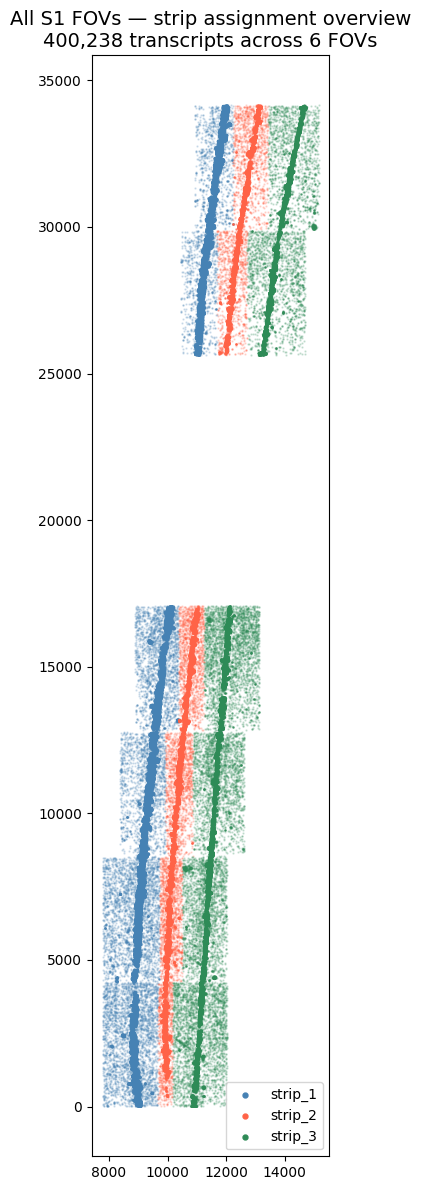 All S1 FOVs — strip assignment overview
400,238 transcripts across 6 FOVs
35000
30000
25000
20000
15000
10000
5000
0
strip_1
strip_2
strip_3
8000
10000
12000
14000